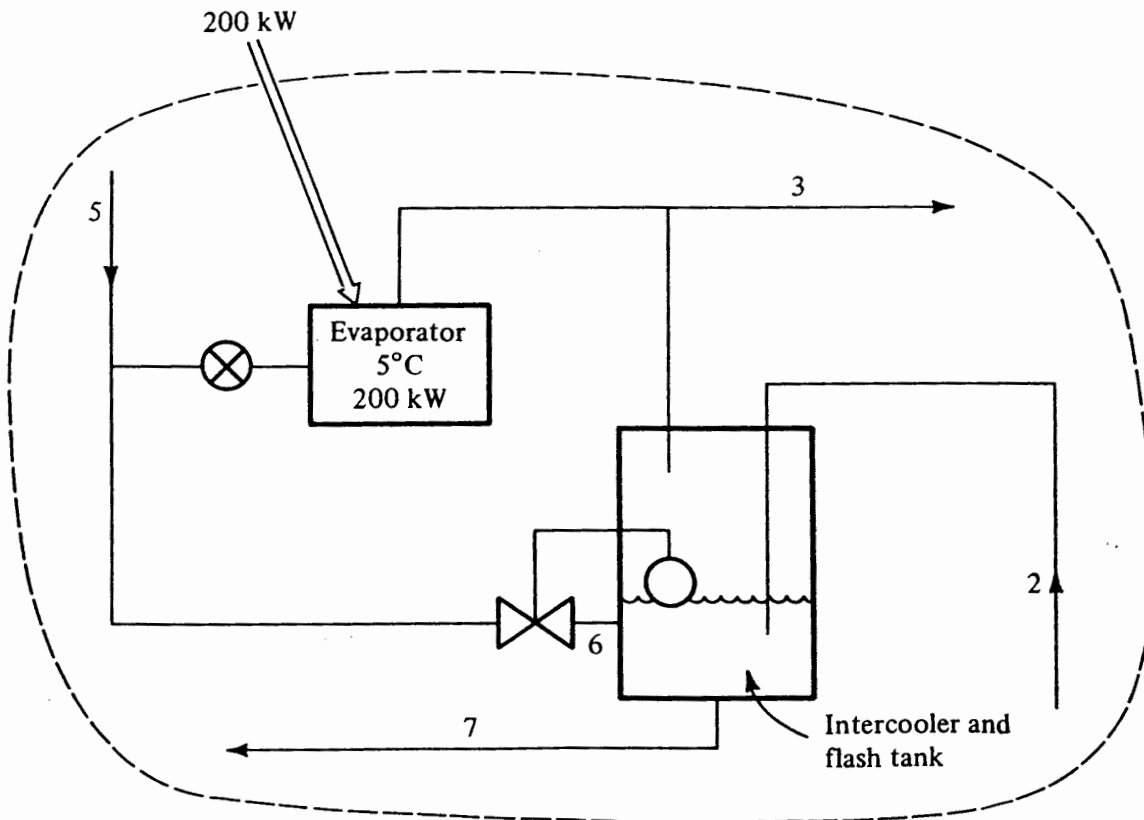 200 kW
5
3
Evaporator
5°C
200 kW
2
6
7
Intercooler and
flash tank